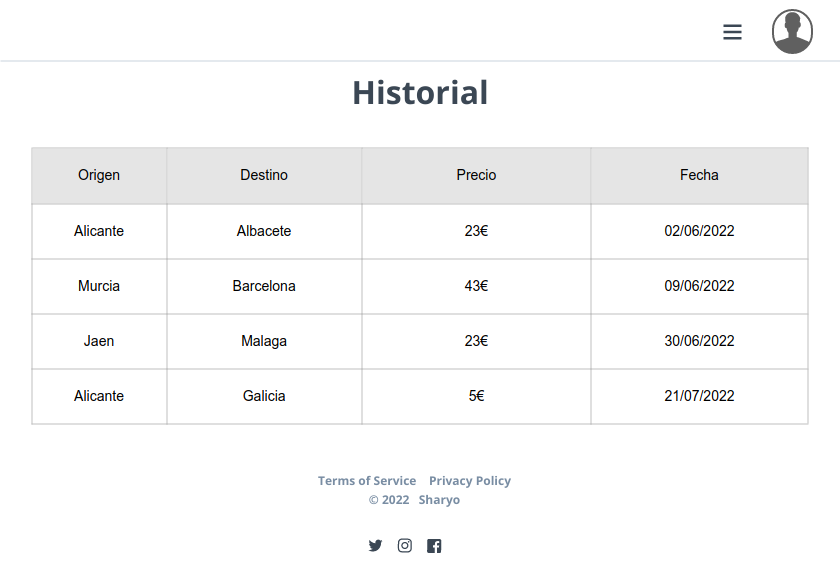 Historial
Origen Destino Precio Fecha
Alicante Albacete 23€ 02/06/2022
Murcia Barcelona 43€ 09/06/2022
Jaen Malaga 23€ 30/06/2022
Alicante Galicia 5€ 21/07/2022
Terms of Service Privacy Policy
© 2022 Sharyo